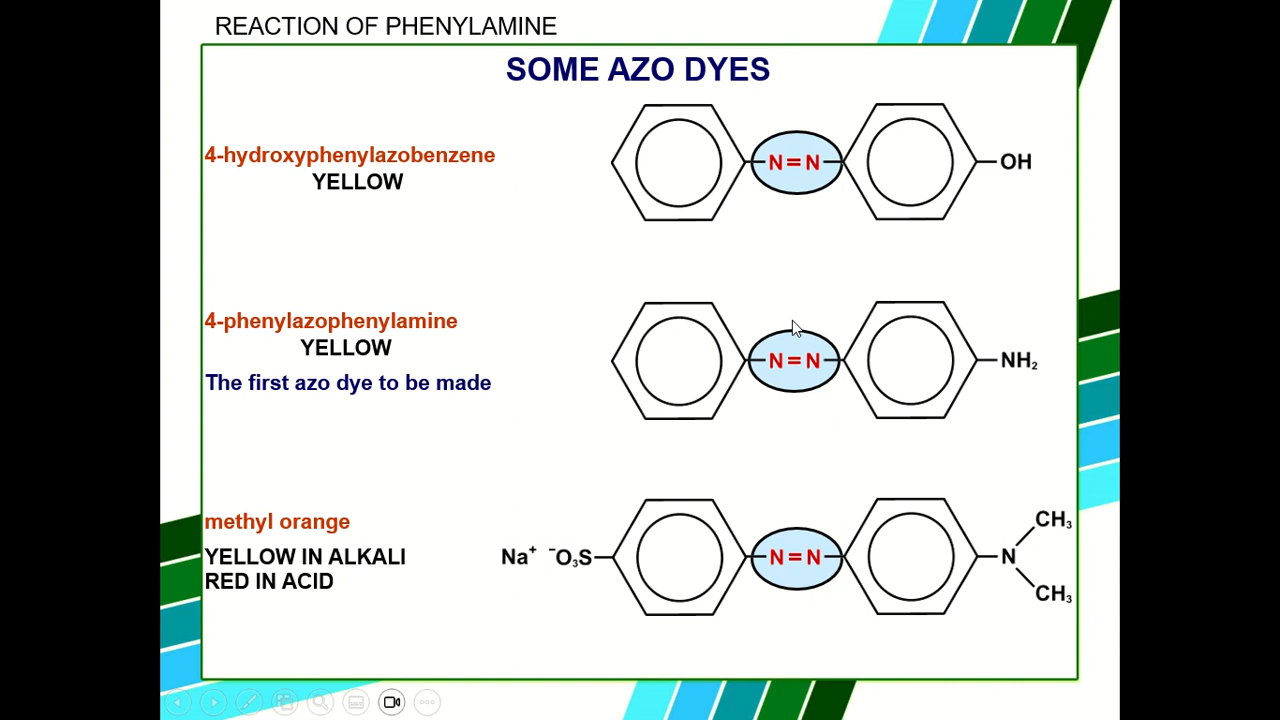 REACTION OF PHENYLAMINE
SOME AZO DYES
4-hydroxyphenylazobenzene
YELLOW
N=N
OH
4-phenylazophenylamine
YELLOW
The first azo dye to be made
N=N
NH₂
methyl orange
YELLOW IN ALKALI
RED IN ACID
Na⁺ ⁻O₃S
N=N
N
CH₃
CH₃